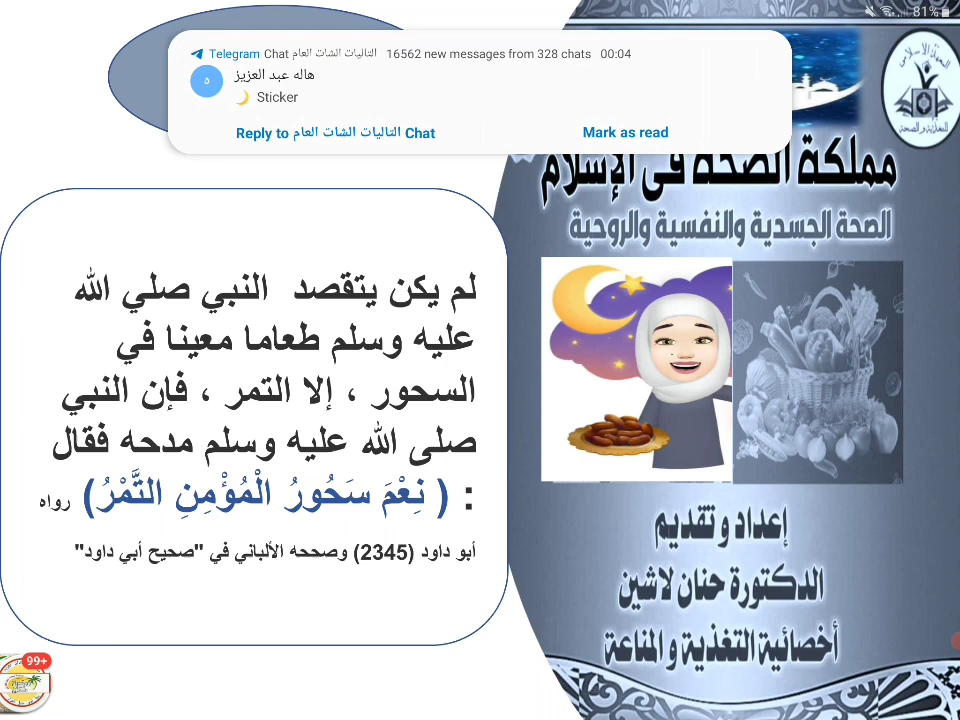 81%
Telegram Chat التاليات الشات العام 16562 new messages from 328 chats 00:04
هاله عبد العزيز
ه
🌙 Sticker
Reply to التاليات الشات العام Chat
Mark as read
مملكة الصحة في الإسلام
الصحة الجسدية والنفسية والروحية
لم يكن يتقصد النبي صلي الله
عليه وسلم طعاما معينا في
السحور ، إلا التمر ، فإن النبي
صلى الله عليه وسلم مدحه فقال
: ( نِعْمَ سَحُورُ الْمُؤْمِنِ التَّمْرُ) رواه
أبو داود (2345) وصححه الألباني في "صحيح أبي داود"
إعداد و تقديم
الدكتورة حنان لاشين
أخصائية التغذية و المناعة
99+